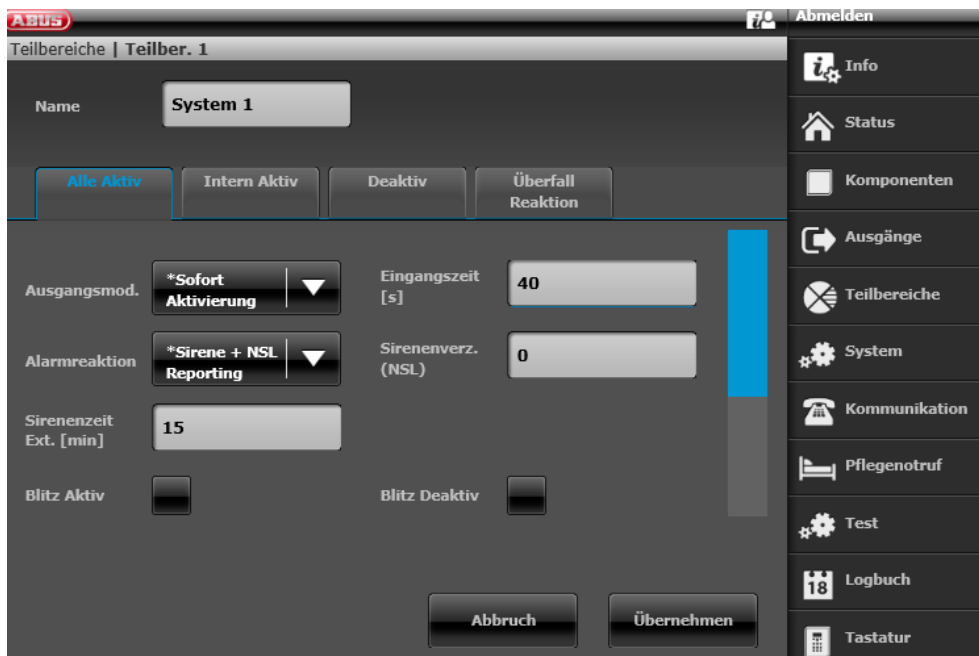 ABUS
Abmelden
Teilbereiche | Teilber. 1
Name
System 1
Alle Aktiv
Intern Aktiv
Deaktiv
Überfall
Reaktion
Ausgangsmod.
*Sofort
Aktivierung
Eingangszeit
[s]
40
Alarmreaktion
*Sirene + NSL
Reporting
Sirenenverz.
(NSL)
0
Sirenenzeit
Ext. [min]
15
Blitz Aktiv
Blitz Deaktiv
Abbruch
Übernehmen
Info
Status
Komponenten
Ausgänge
Teilbereiche
System
Kommunikation
Pflegenotruf
Test
18
Logbuch
Tastatur